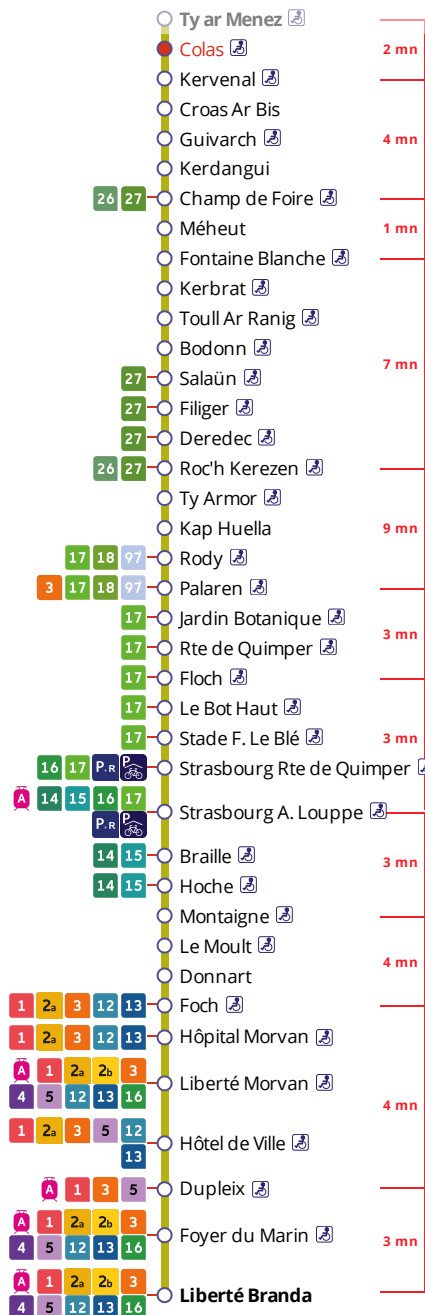 Ty ar Menez
Colas
2 mn
Kervenal
Croas Ar Bis
Guivarch
4 mn
Kerdangui
26 27 Champ de Foire
Méheut
1 mn
Fontaine Blanche
Kerbrat
Toull Ar Ranig
Bodonn
7 mn
27 Salaün
27 Filiger
27 Deredec
26 27 Roc'h Kerezen
Ty Armor
Kap Huella
9 mn
17 18 97 Rody
3 17 18 97 Palaren
17 Jardin Botanique
17 Rte de Quimper
3 mn
17 Floch
17 Le Bot Haut
17 Stade F. Le Blé
3 mn
16 17 P+R P Strasbourg Rte de Quimper
A 14 15 16 17
P+R P
Strasbourg A. Louppe
14 15 Braille
3 mn
14 15 Hoche
Montaigne
Le Moult
4 mn
Donnart
1 2a 3 12 13 Foch
1 2a 3 12 13 Hôpital Morvan
A 1 2a 2b 3
4 5 12 13 16
Liberté Morvan
4 mn
1 2a 3 5 12
13
Hôtel de Ville
A 1 3 5 Dupleix
A 1 2a 2b 3
4 5 12 13 16
Foyer du Marin
3 mn
A 1 2a 2b 3
4 5 12 13 16
Liberté Branda